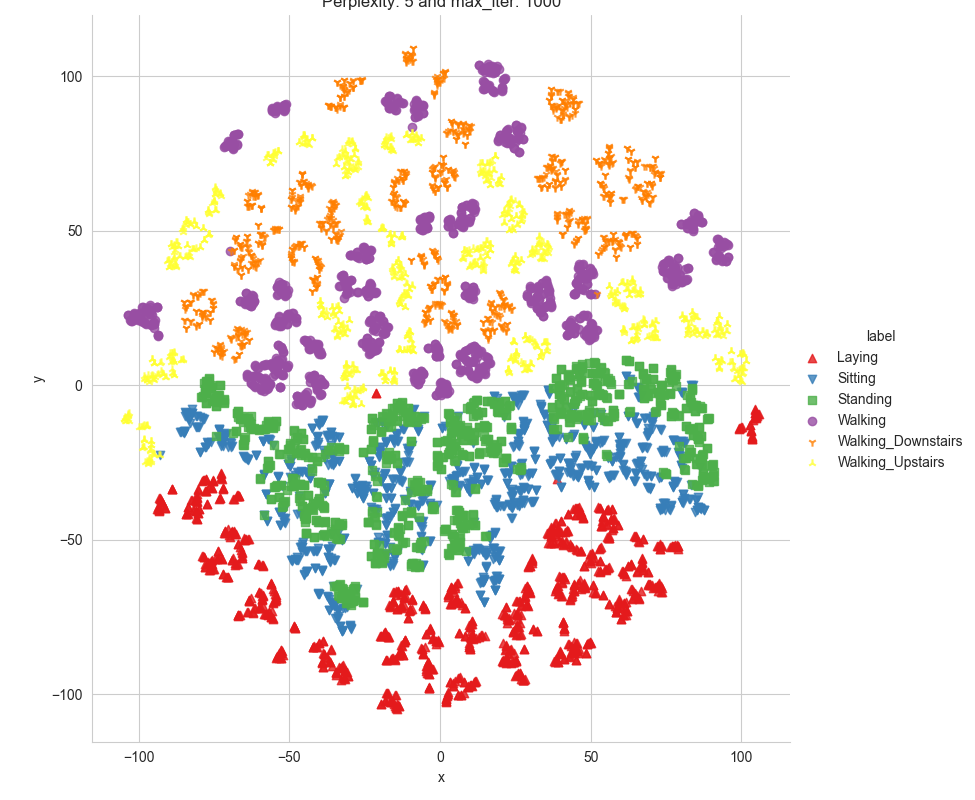 Perplexity: 5 and max_iter: 1000
100
50
0
−50
−100
y
−100
−50
0
50
100
x
label
Laying
Sitting
Standing
Walking
Walking_Downstairs
Walking_Upstairs